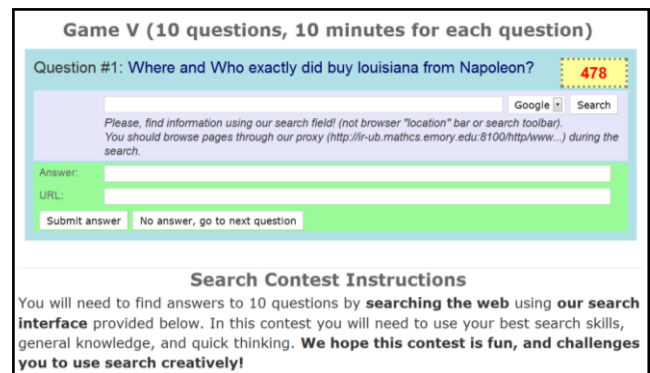 Game V (10 questions, 10 minutes for each question)
Question #1: Where and Who exactly did buy louisiana from Napoleon?
478
Google
Search
Please, find information using our search field! (not browser "location" bar or search toolbar).
You should browse pages through our proxy (http://ir-ub.mathcs.emory.edu:8100/http/www...) during the
search.
Answer:
URL:
Submit answer
No answer, go to next question
Search Contest Instructions
You will need to find answers to 10 questions by searching the web using our search
interface provided below. In this contest you will need to use your best search skills,
general knowledge, and quick thinking. We hope this contest is fun, and challenges
you to use search creatively!